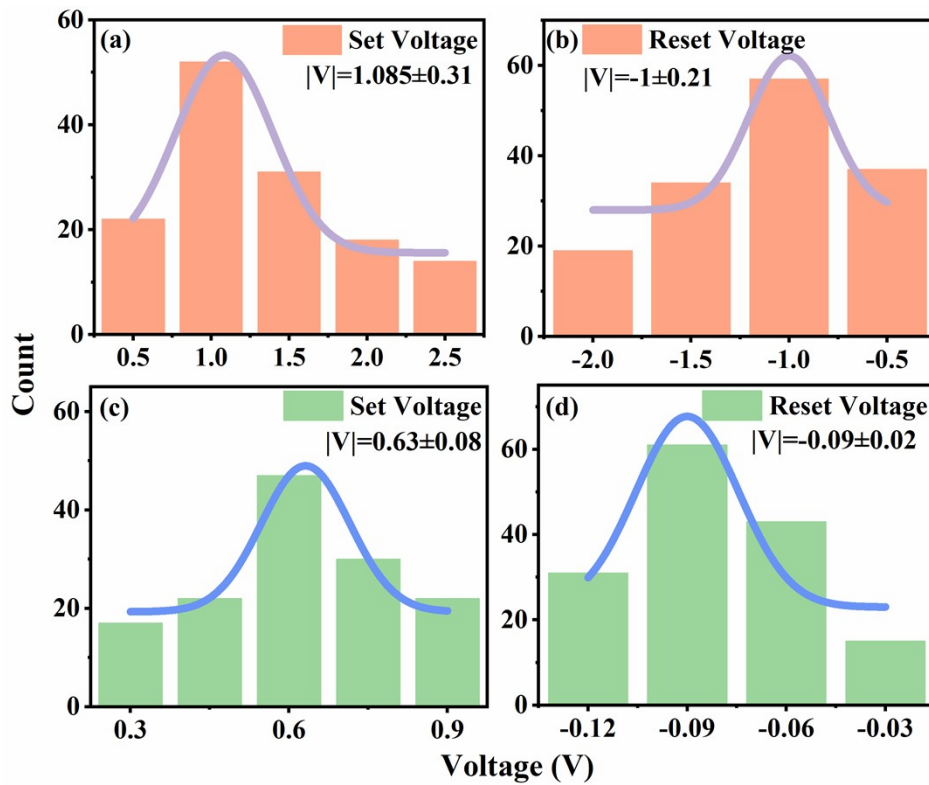 (a)
Set Voltage
|V|=1.085±0.31
60
40
20
0
0.5 1.0 1.5 2.0 2.5
(b)
Reset Voltage
|V|=-1±0.21
60
40
20
0
-2.0 -1.5 -1.0 -0.5
Count
(c)
Set Voltage
|V|=0.63±0.08
60
40
20
0
0.3 0.6 0.9
(d)
Reset Voltage
|V|=-0.09±0.02
60
40
20
0
-0.12 -0.09 -0.06 -0.03
Voltage (V)